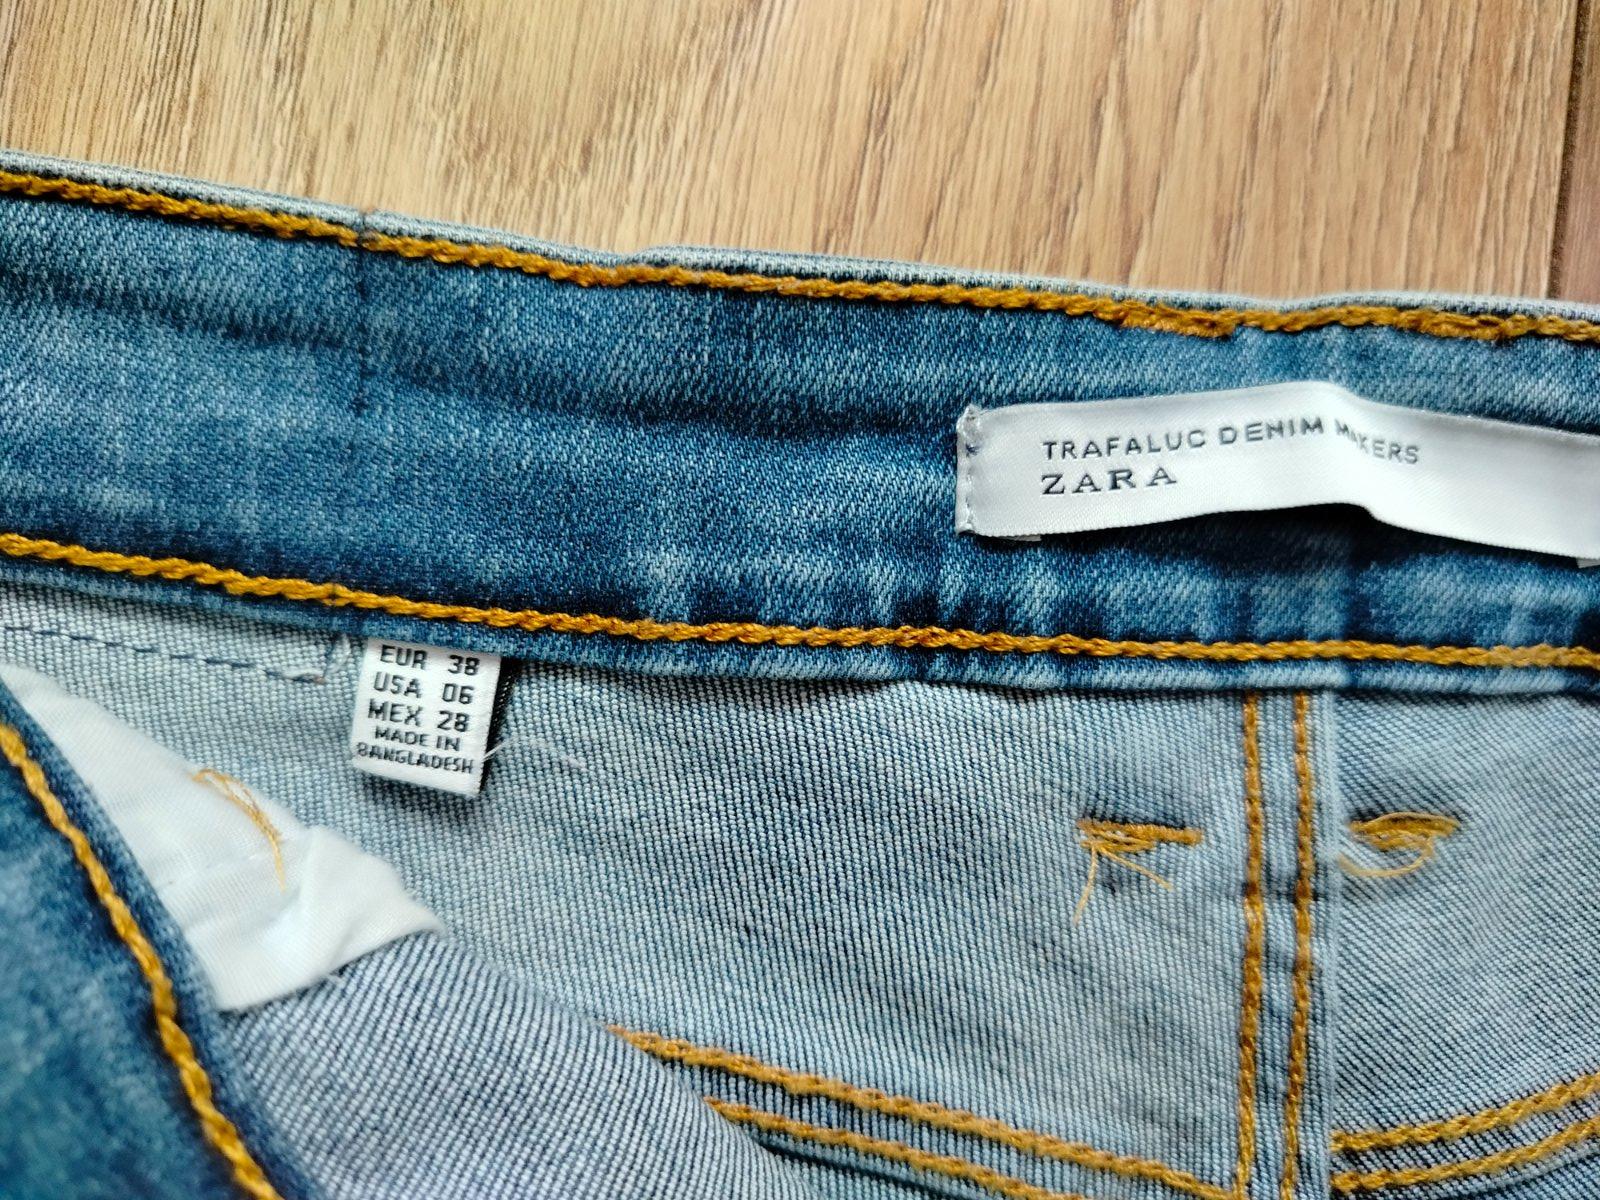 TRAFALUC DENIM MAKERS
ZARA
EUR 38
USA 06
MEX 28
MADE IN
BANGLADESH